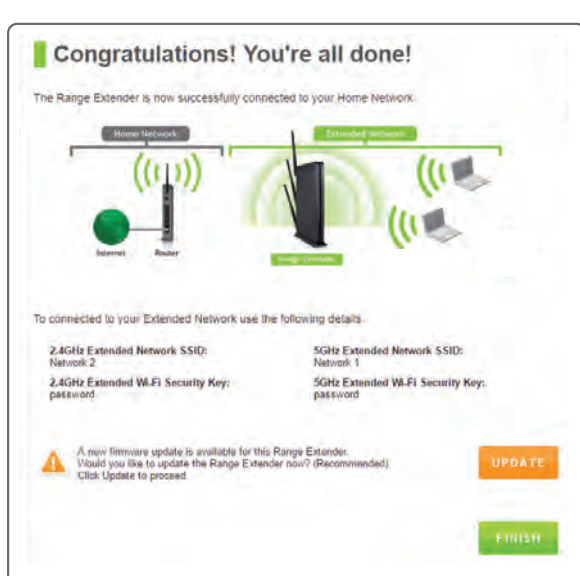 Congratulations! You're all done!
The Range Extender is now successfully connected to your Home Network.
Home Network
Extended Network
Internet
Router
Range Extender
To connected to your Extended Network use the following details.
2.4GHz Extended Network SSID:
Network 2
5GHz Extended Network SSID:
Network 1
2.4GHz Extended Wi-Fi Security Key:
password
5GHz Extended Wi-Fi Security Key:
password
A new firmware update is available for this Range Extender.
Would you like to update the Range Extender now? (Recommended)
Click Update to proceed
UPDATE
FINISH